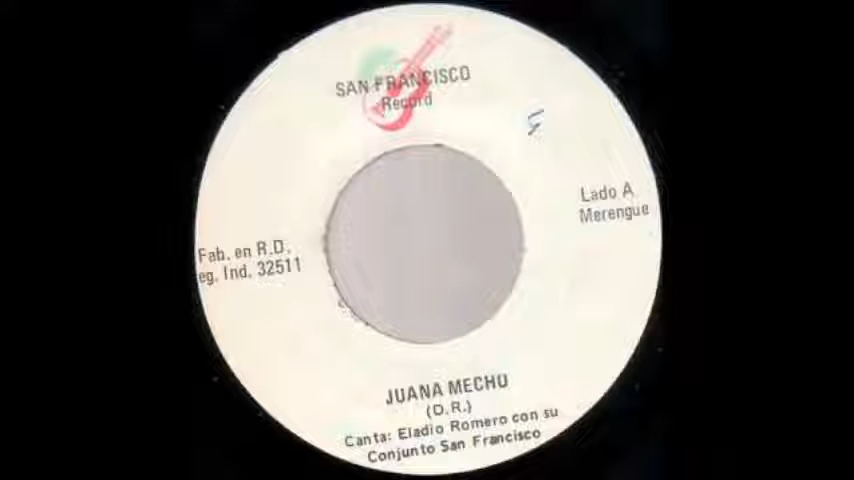 SAN FRANCISCO
Record
Lado A
Merengue
Fab. en R.D.
eg. Ind. 32511
JUANA MECHU
(D.R.)
Canta: Eladio Romero con su
Conjunto San Francisco